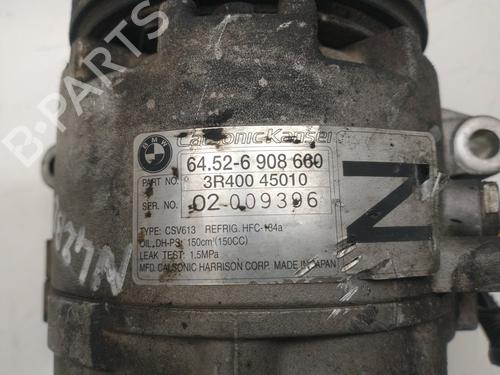 B-PARTS
BMW
CalsonicKansei
64.52-6 908 660
PART NO. 3R400 45010
SER. NO. 02-009396
TYPE: CSV613 REFRIG. HFC-134a
OIL, DH-PS: 150cm³ (150CC)
LEAK TEST: 1.5MPa
MFD. CALSONIC HARRISON CORP. MADE IN JAPAN
N